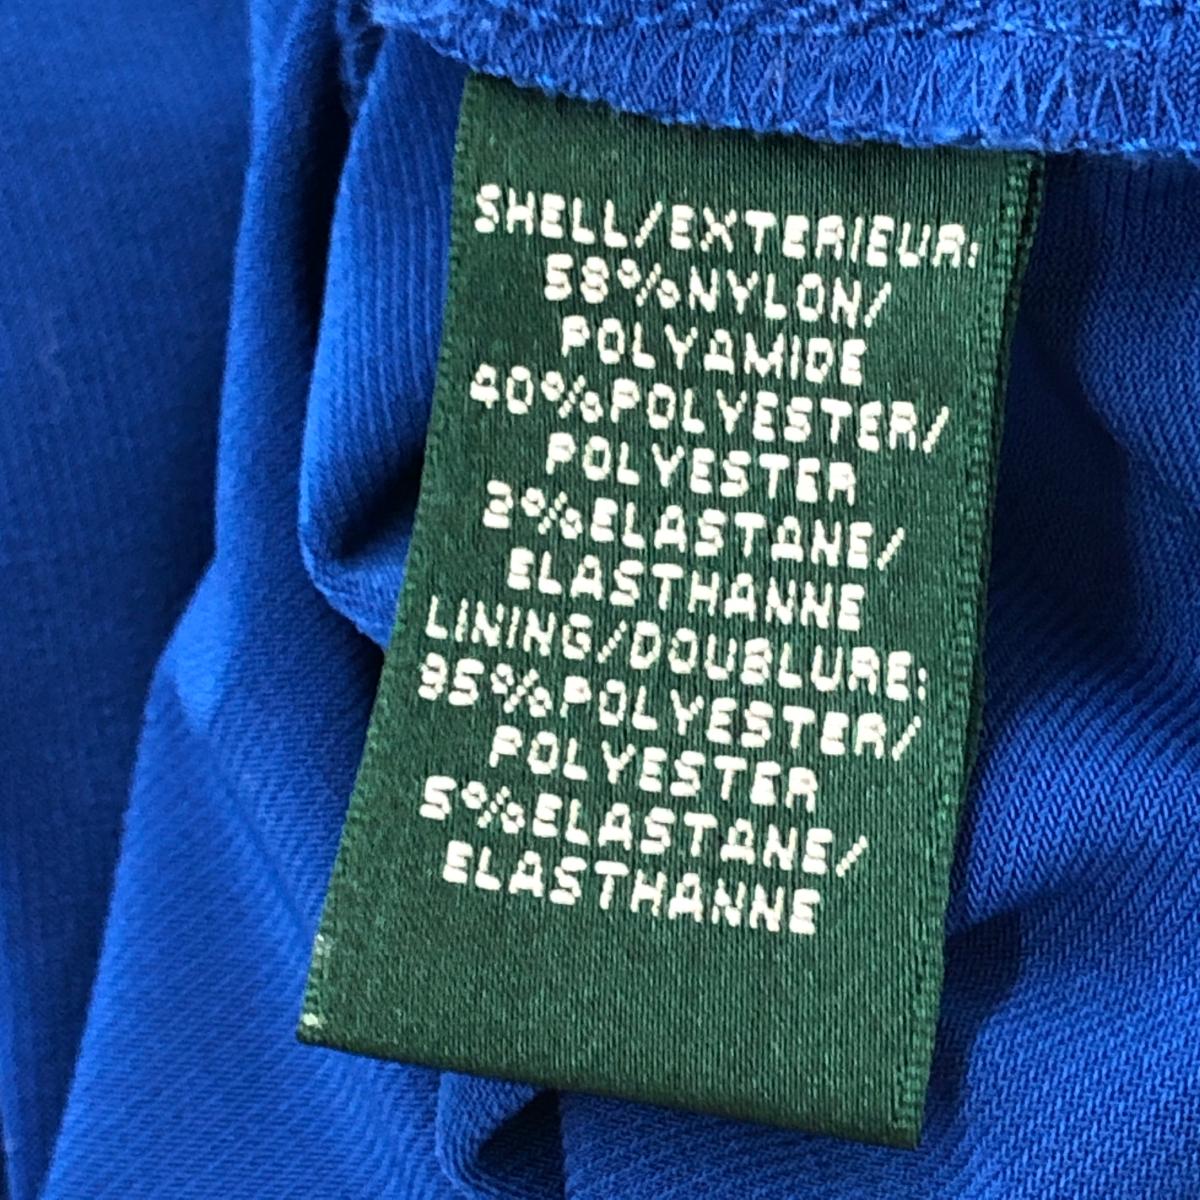 SHELL/EXTERIEUR:
58%NYLON/
POLYAMIDE
40%POLYESTER/
POLYESTER
2%ELASTANE/
ELASTHANNE
LINING/DOUBLURE:
95%POLYESTER/
POLYESTER
5%ELASTANE/
ELASTHANNE